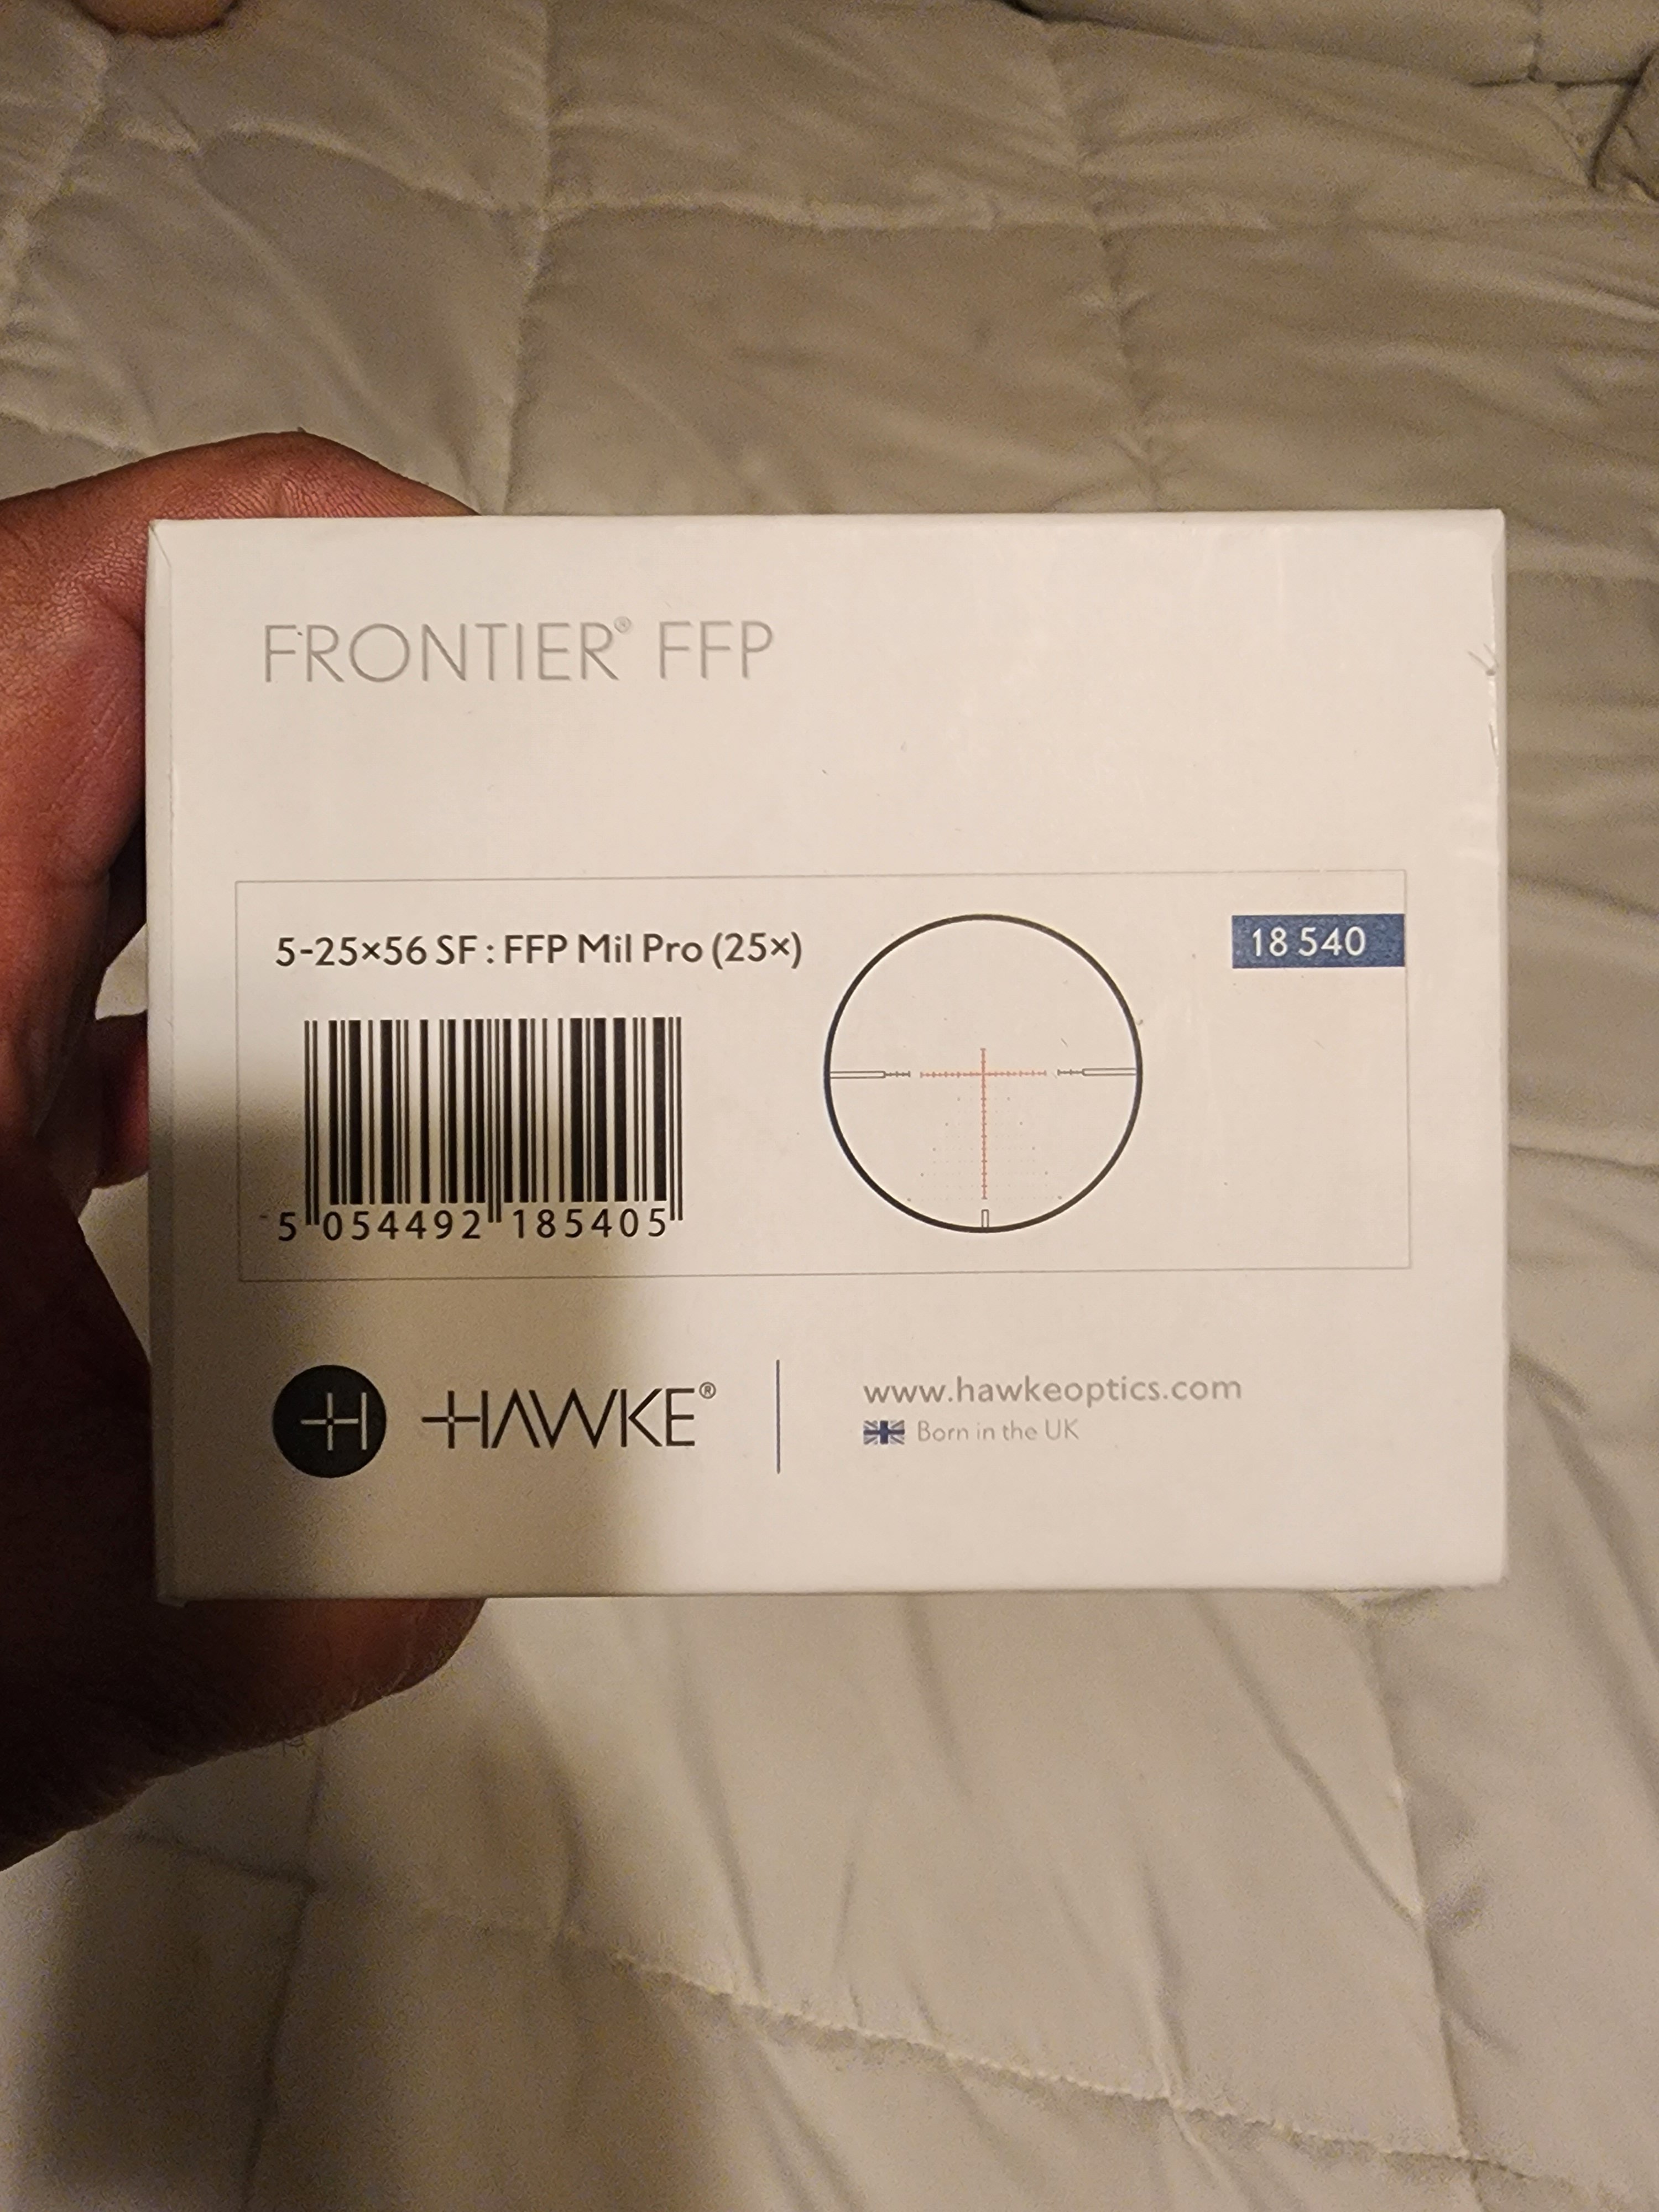 FRONTIER® FFP
5-25×56 SF : FFP Mil Pro (25×)
18 540
5 054492 185405
H HAWKE®
www.hawkeoptics.com
Born in the UK